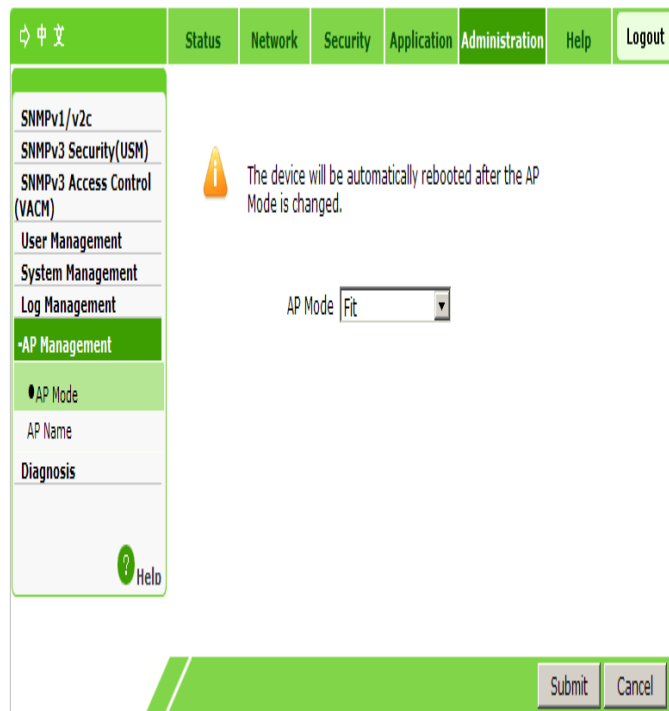 中文
Status Network Security Application Administration Help Logout
SNMPv1/v2c
SNMPv3 Security(USM)
SNMPv3 Access Control
(VACM)
User Management
System Management
Log Management
-AP Management
AP Mode
AP Name
Diagnosis
? Help
The device will be automatically rebooted after the AP
Mode is changed.
AP Mode Fit
Submit Cancel